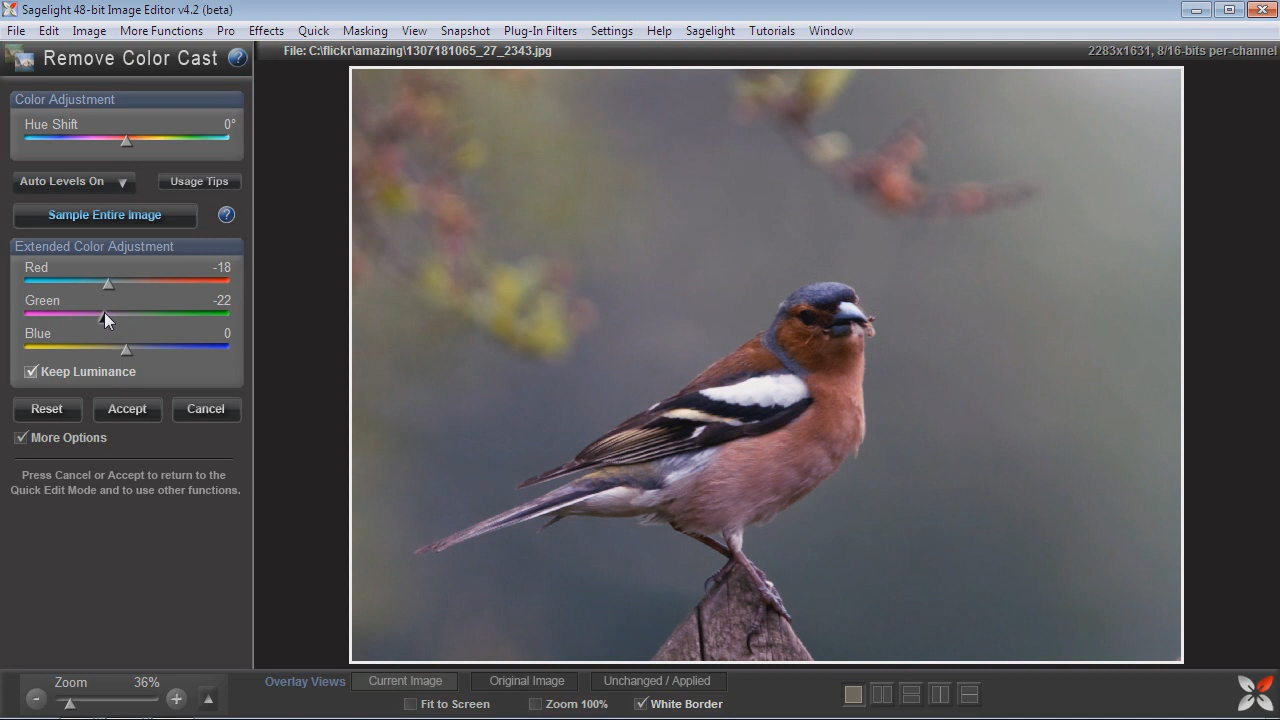 Sagelight 48-bit Image Editor v4.2 (beta)
File Edit Image More Functions Pro Effects Quick Masking View Snapshot Plug-In Filters Settings Help Sagelight Tutorials Window
Remove Color Cast ?
File: C:\flickr\amazing\1307181065_27_2343.jpg
2283x1631, 8/16-bits per-channel
Color Adjustment
Hue Shift 0°
Auto Levels On
Usage Tips
Sample Entire Image ?
Extended Color Adjustment
Red -18
Green -22
Blue 0
Keep Luminance
Reset Accept Cancel
More Options
Press Cancel or Accept to return to the
Quick Edit Mode and to use other functions.
Zoom 36%
Overlay Views Current Image Original Image Unchanged / Applied
Fit to Screen Zoom 100% White Border